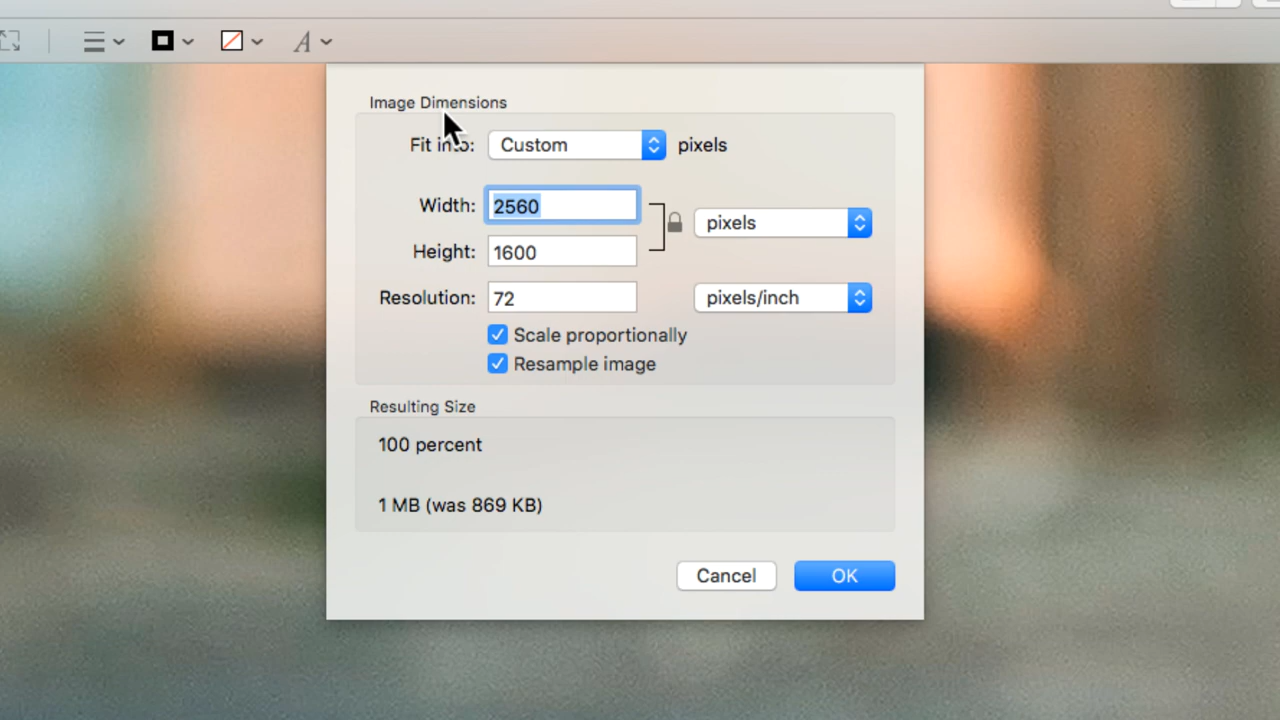 A
Image Dimensions
Fit into: Custom pixels
Width: 2560
pixels
Height: 1600
Resolution: 72 pixels/inch
Scale proportionally
Resample image
Resulting Size
100 percent
1 MB (was 869 KB)
Cancel OK